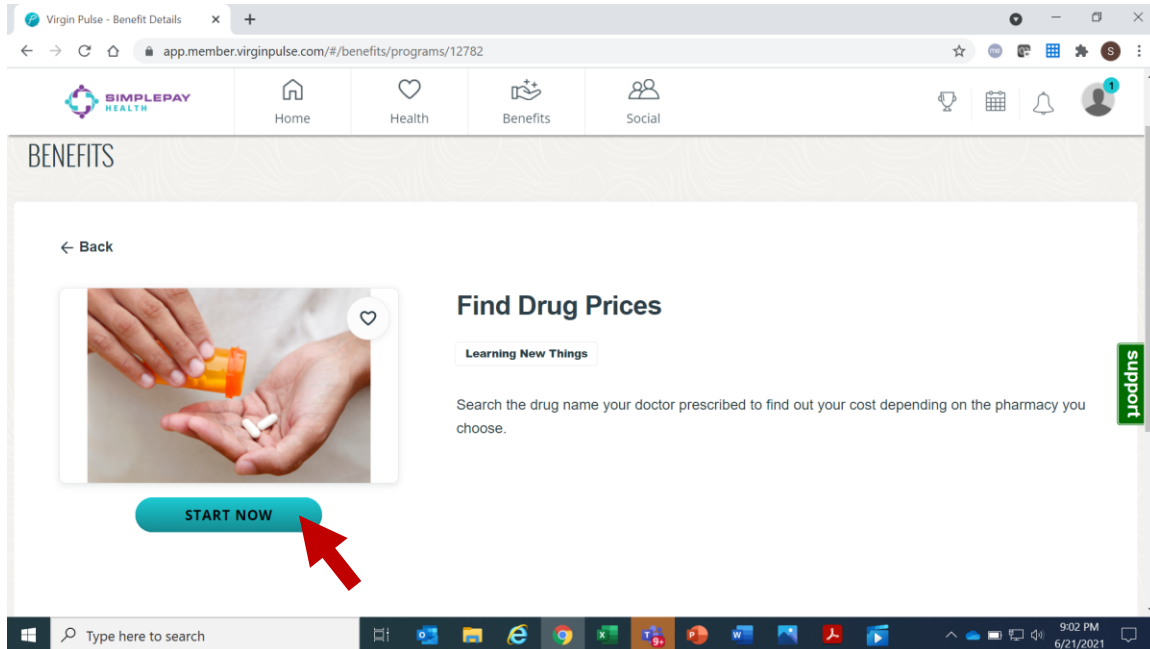 Virgin Pulse - Benefit Details
app.member.virginpulse.com/#/benefits/programs/12782
S
SIMPLEPAY
HEALTH
Home
Health
Benefits
Social
1
BENEFITS
← Back
Find Drug Prices
Learning New Things
Search the drug name your doctor prescribed to find out your cost depending on the pharmacy you
choose.
START NOW
support
Type here to search
9+
9:02 PM
6/21/2021